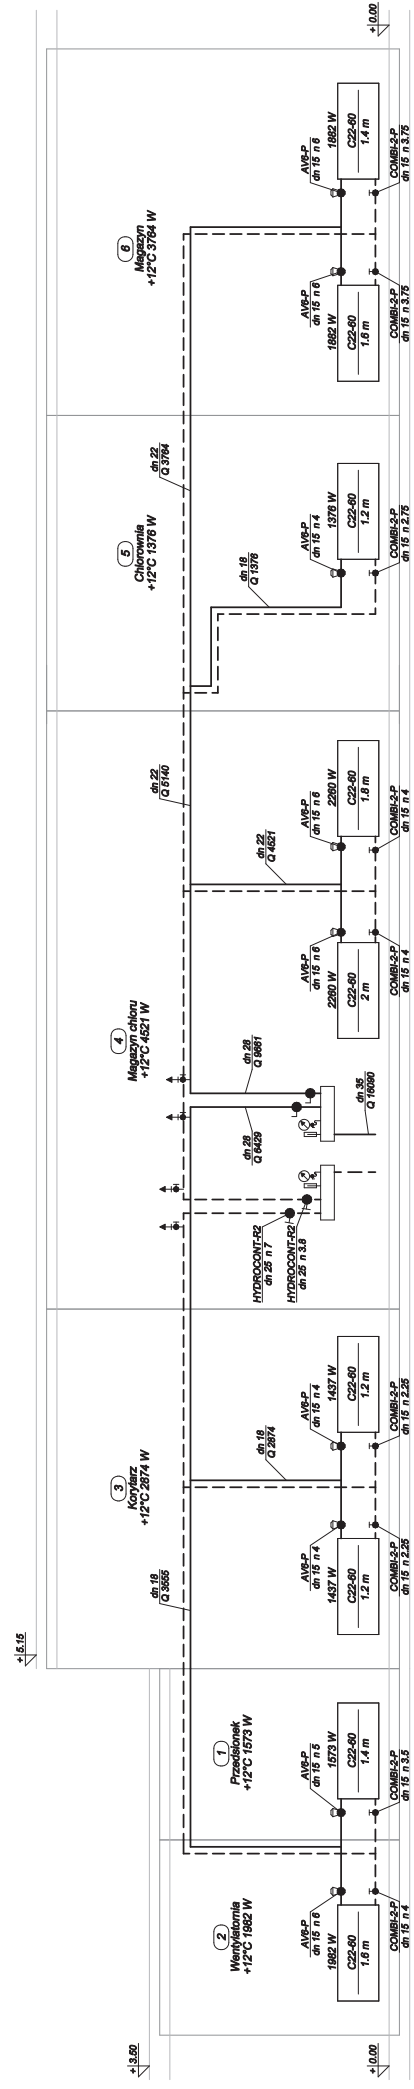 + 3.50
+ 0.00
2
Wentylatornia
+12°C 1982 W
AV6-P
dn 15 n 6
1982 W
C22-60
1.6 m
COMBI-2-P
dn 15 n 4
1
Przedsionek
+12°C 1573 W
AV6-P
dn 15 n 5
1573 W
C22-60
1.4 m
COMBI-2-P
dn 15 n 3.5
+ 5.15
dn 18
Q 3555
3
Korytarz
+12°C 2874 W
AV6-P
dn 15 n 4
1437 W
C22-60
1.2 m
COMBI-2-P
dn 15 n 2.25
dn 18
Q 2874
AV6-P
dn 15 n 4
1437 W
C22-60
1.2 m
COMBI-2-P
dn 15 n 2.25
HYDROCONT-R2
dn 25 n 7
HYDROCONT-R2
dn 25 n 3.8
4
Magazyn chloru
+12°C 4521 W
dn 28
Q 6429
dn 28
Q 9661
dn 35
Q 16090
AV6-P
dn 15 n 6
2260 W
C22-60
2 m
COMBI-2-P
dn 15 n 4
dn 22
Q 4521
AV6-P
dn 15 n 6
2260 W
C22-60
1.8 m
COMBI-2-P
dn 15 n 4
dn 22
Q 5140
5
Chlorownia
+12°C 1376 W
dn 18
Q 1376
AV6-P
dn 15 n 4
1376 W
C22-60
1.2 m
COMBI-2-P
dn 15 n 2.75
dn 22
Q 3764
6
Magazyn
+12°C 3764 W
AV6-P
dn 15 n 6
1882 W
C22-60
1.6 m
COMBI-2-P
dn 15 n 3.75
AV6-P
dn 15 n 6
1882 W
C22-60
1.4 m
COMBI-2-P
dn 15 n 3.75
+ 0.00